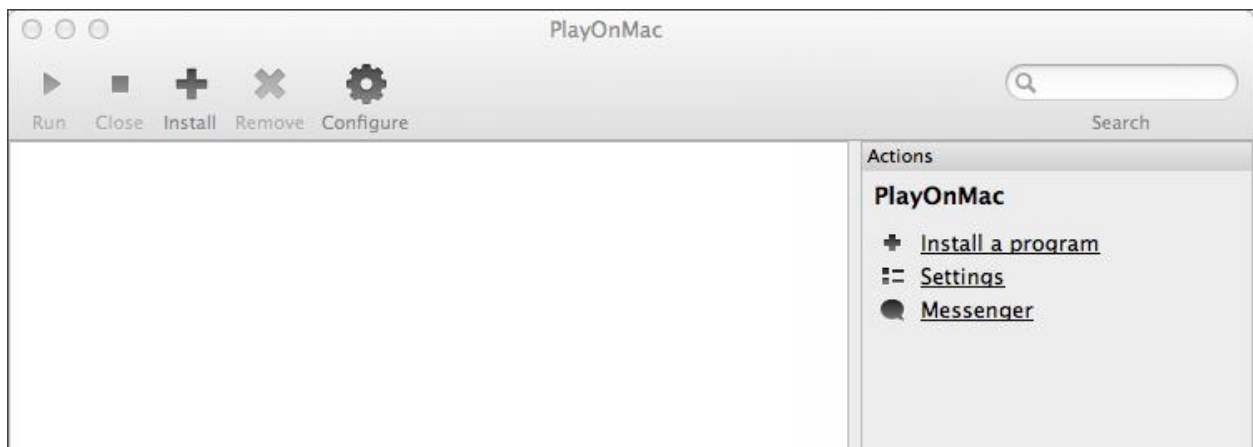 PlayOnMac
Run Close Install Remove Configure Search
Actions
PlayOnMac
Install a program
Settings
Messenger